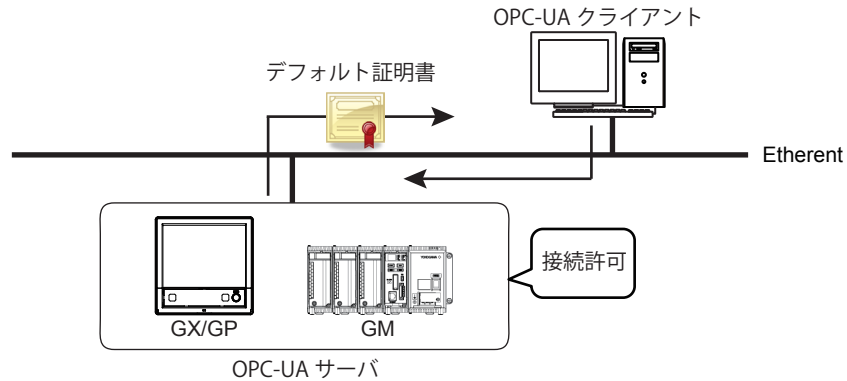 OPC-UA クライアント
デフォルト証明書
Etherent
接続許可
YOKOGAWA
GX/GP
GM
OPC-UA サーバ